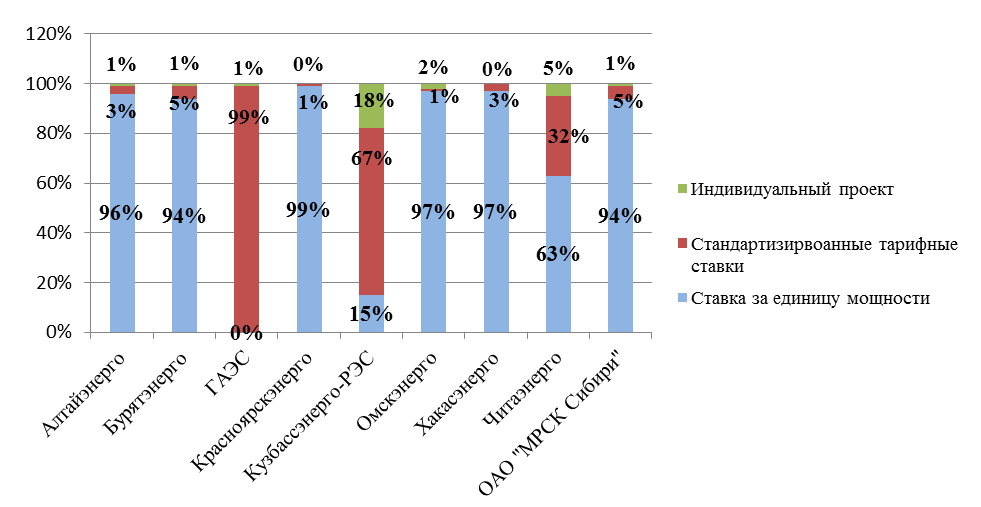 120%
100%
80%
60%
40%
20%
0%
1% 1% 1% 0% 2% 0% 5% 1%
3% 5% 99% 1% 18% 1% 3% 32% 5%
67%
96% 94% 99% 97% 97% 63% 94%
0% 15%
Алтайэнерго
Бурятэнерго
ГАЭС
Красноярскэнерго
Кузбассэнерго-РЭС
Омскэнерго
Хакасэнерго
Читаэнерго
ОАО "МРСК Сибири"
Индивидуальный проект
Стандартизирвоанные тарифные
ставки
Ставка за единицу мощности